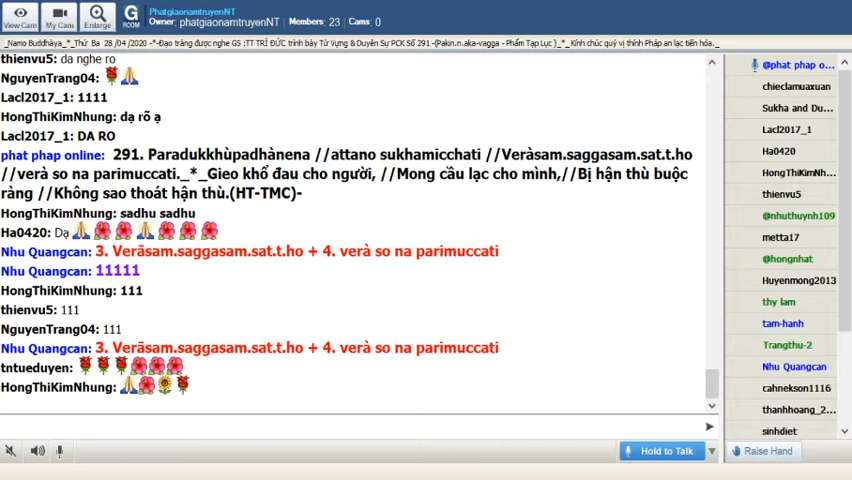 View Cam
My Cam
Enlarge
G
ROOM
PhatgiaonamtruyenNT
Owner: phatgiaonamtruyenNT Members: 23 Cams: 0
_Namo Buddhàya_*_Thứ Ba 28 /04 /2020 -*-Đạo tràng được nghe GS :TT TRÍ ĐỨC trình bày Từ Vựng & Duyên Sự PCK Số 291 -(Pakin.n.aka-vagga - Phẩm Tạp Lục )_*_ Kính chúc quý vị thính Pháp an lạc tiến hóa._
thienvu5: da nghe ro
NguyenTrang04:
Lacl2017_1: 1111
HongThiKimNhung: dạ rõ ạ
Lacl2017_1: DA RO
phat phap online: 291. Paradukkhùpadhànena //attano sukhamicchati //Veràsam.saggasam.sat.t.ho
//verà so na parimuccati._*_Gieo khổ đau cho người, //Mong cầu lạc cho mình,//Bị hận thù buộc
ràng //Không sao thoát hận thù.(HT-TMC)-
HongThiKimNhung: sadhu sadhu
Ha0420: Dạ
Nhu Quangcan: 3. Verāsam.saggasam.sat.t.ho + 4. verà so na parimuccati
Nhu Quangcan: 11111
HongThiKimNhung: 111
thienvu5: 111
NguyenTrang04: 111
Nhu Quangcan: 3. Verāsam.saggasam.sat.t.ho + 4. verà so na parimuccati
tntueduyen:
HongThiKimNhung:
Hold to Talk
@phat phap o...
chieclamuaxuan
Sukha and Du...
Lacl2017_1
Ha0420
HongThiKimNh...
thienvu5
@nhuthuynh109
metta17
@hongnhat
Huyenmong2013
thy lam
tam-hanh
Trangthu-2
Nhu Quangcan
cahnekson1116
thanhhoang_2...
sinhdiet
Raise Hand